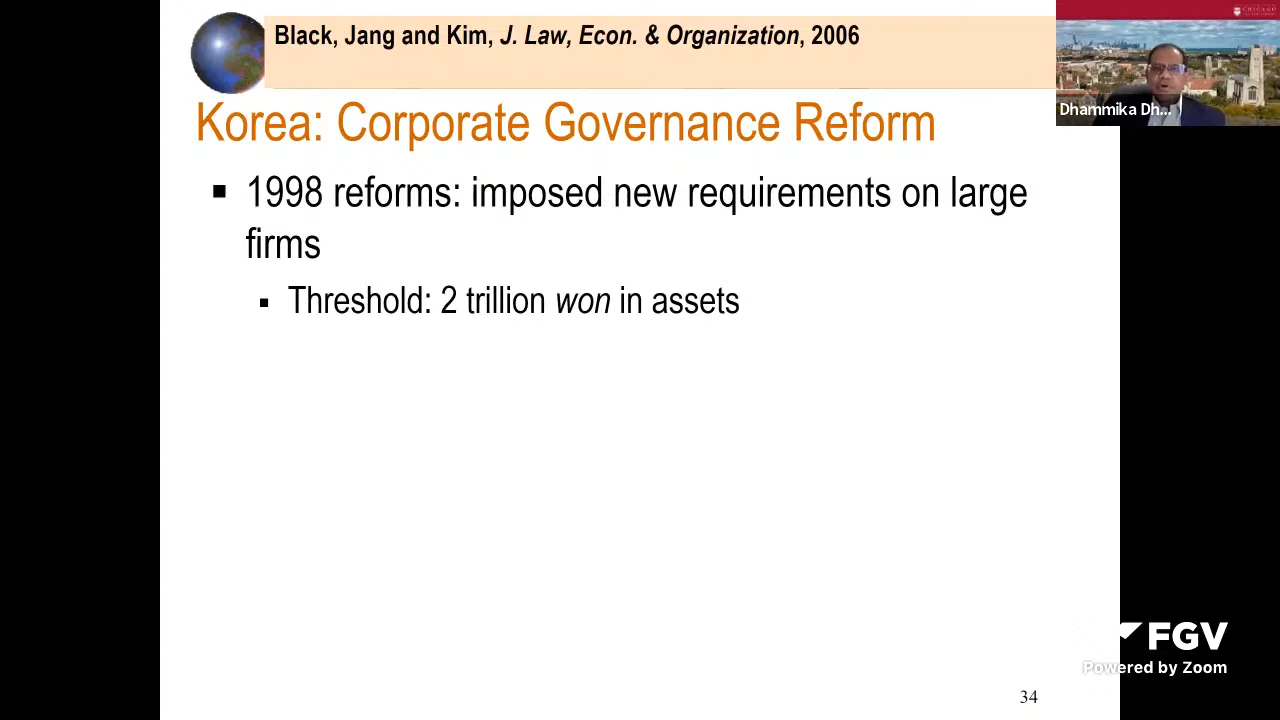 Black, Jang and Kim, J. Law, Econ. & Organization, 2006
Korea: Corporate Governance Reform
▪ 1998 reforms: imposed new requirements on large
firms
▪ Threshold: 2 trillion won in assets
34
CHICAGO
Dhammika Dh...
FGV
Powered by Zoom